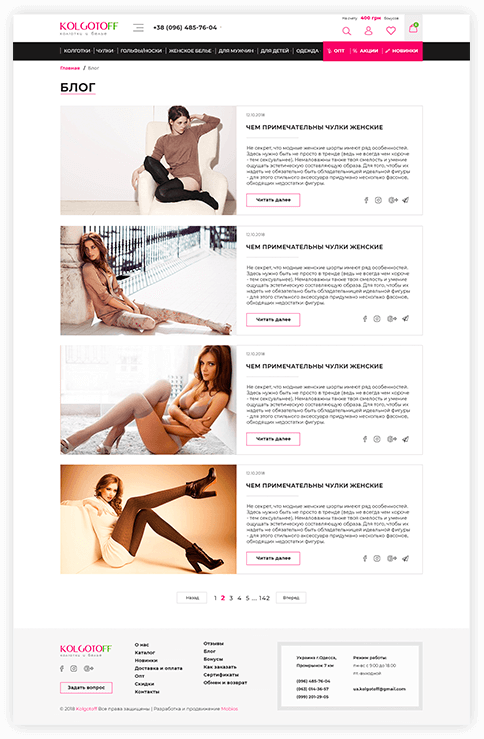 KOLGOTOFF
колготки и белье
+38 (096) 485-76-04
На счету 400 грн бонусов
КОЛГОТКИ ЧУЛКИ ГОЛЬФЫ/НОСКИ ЖЕНСКОЕ БЕЛЬЕ ДЛЯ МУЖЧИН ДЛЯ ДЕТЕЙ ОДЕЖДА ОПТ АКЦИИ НОВИНКИ
Главная / Блог
БЛОГ
12.10.2018
ЧЕМ ПРИМЕЧАТЕЛЬНЫ ЧУЛКИ ЖЕНСКИЕ
Не секрет, что модные женские шорты имеют ряд особенностей.
Здесь нужно быть не просто в тренде (ведь не всегда чем короче
- тем сексуальнее). Немаловажны также твоя смелость и умение
ощущать эстетическую составляющую образа. Для того, чтобы их
надеть не обязательно быть обладательницей идеальной фигуры
- для этого стильного аксессуара придумано несколько фасонов,
обходящих недостатки фигуры.
Читать далее
12.10.2018
ЧЕМ ПРИМЕЧАТЕЛЬНЫ ЧУЛКИ ЖЕНСКИЕ
Не секрет, что модные женские шорты имеют ряд особенностей.
Здесь нужно быть не просто в тренде (ведь не всегда чем короче
- тем сексуальнее). Немаловажны также твоя смелость и умение
ощущать эстетическую составляющую образа. Для того, чтобы их
надеть не обязательно быть обладательницей идеальной фигуры
- для этого стильного аксессуара придумано несколько фасонов,
обходящих недостатки фигуры.
Читать далее
12.10.2018
ЧЕМ ПРИМЕЧАТЕЛЬНЫ ЧУЛКИ ЖЕНСКИЕ
Не секрет, что модные женские шорты имеют ряд особенностей.
Здесь нужно быть не просто в тренде (ведь не всегда чем короче
- тем сексуальнее). Немаловажны также твоя смелость и умение
ощущать эстетическую составляющую образа. Для того, чтобы их
надеть не обязательно быть обладательницей идеальной фигуры
- для этого стильного аксессуара придумано несколько фасонов,
обходящих недостатки фигуры.
Читать далее
12.10.2018
ЧЕМ ПРИМЕЧАТЕЛЬНЫ ЧУЛКИ ЖЕНСКИЕ
Не секрет, что модные женские шорты имеют ряд особенностей.
Здесь нужно быть не просто в тренде (ведь не всегда чем короче
- тем сексуальнее). Немаловажны также твоя смелость и умение
ощущать эстетическую составляющую образа. Для того, чтобы их
надеть не обязательно быть обладательницей идеальной фигуры
- для этого стильного аксессуара придумано несколько фасонов,
обходящих недостатки фигуры.
Читать далее
Назад 1 2 3 4 5 ... 142 Вперед
KOLGOTOFF
колготки и белье
Задать вопрос
О нас
Каталог
Новинки
Доставка и оплата
Опт
Скидки
Контакты
Отзывы
Блог
Бонусы
Как заказать
Сертификаты
Обмен и возврат
Украина г.Одесса,
Промрынок 7 км
(096) 485-76-04
(063) 014-36-57
(099) 201-29-05
Режим работы:
пн-вс с 9:00 до 18:00
пт-выходной
ua.kolgotoff@gmail.com
© 2018 Kolgotoff Все права защищены | Разработка и продвижение